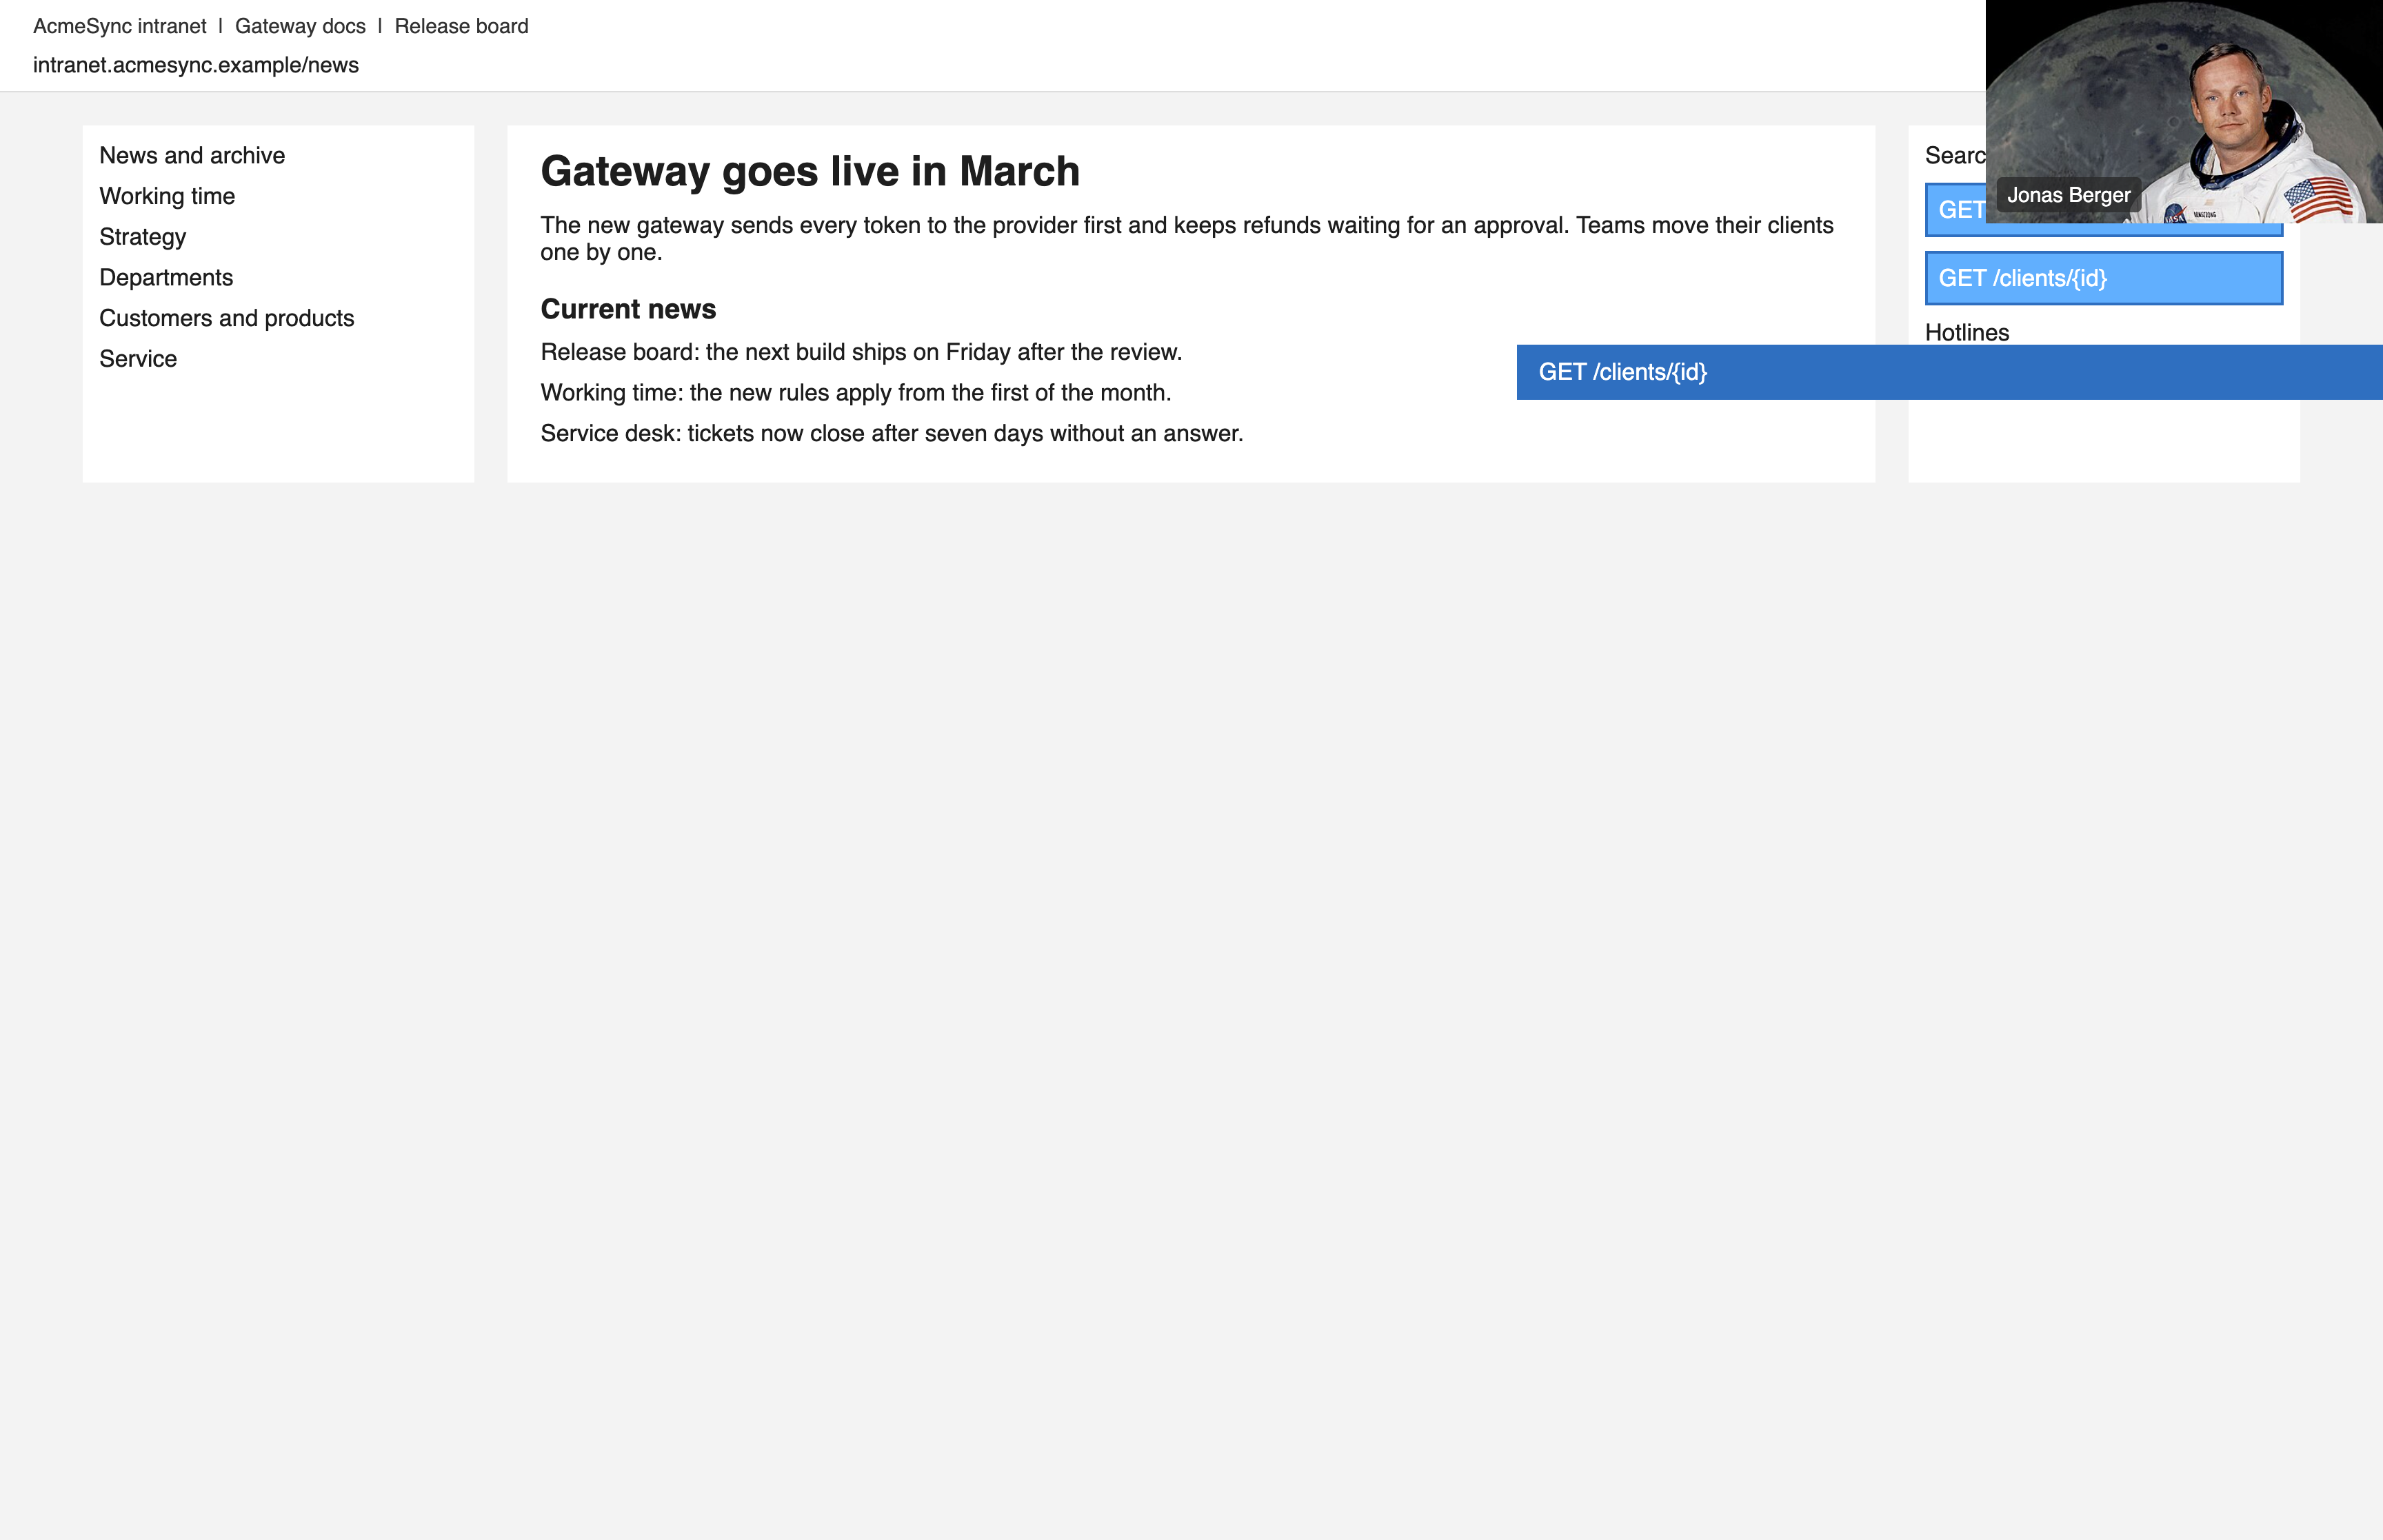 AcmeSync intranet | Gateway docs | Release board
intranet.acmesync.example/news
News and archive
Working time
Strategy
Departments
Customers and products
Service
Gateway goes live in March
The new gateway sends every token to the provider first and keeps refunds waiting for an approval. Teams move their clients
one by one.
Current news
Release board: the next build ships on Friday after the review.
Working time: the new rules apply from the first of the month.
Service desk: tickets now close after seven days without an answer.
Jonas Berger
GET
GET /clients/{id}
Hotlines
GET /clients/{id}